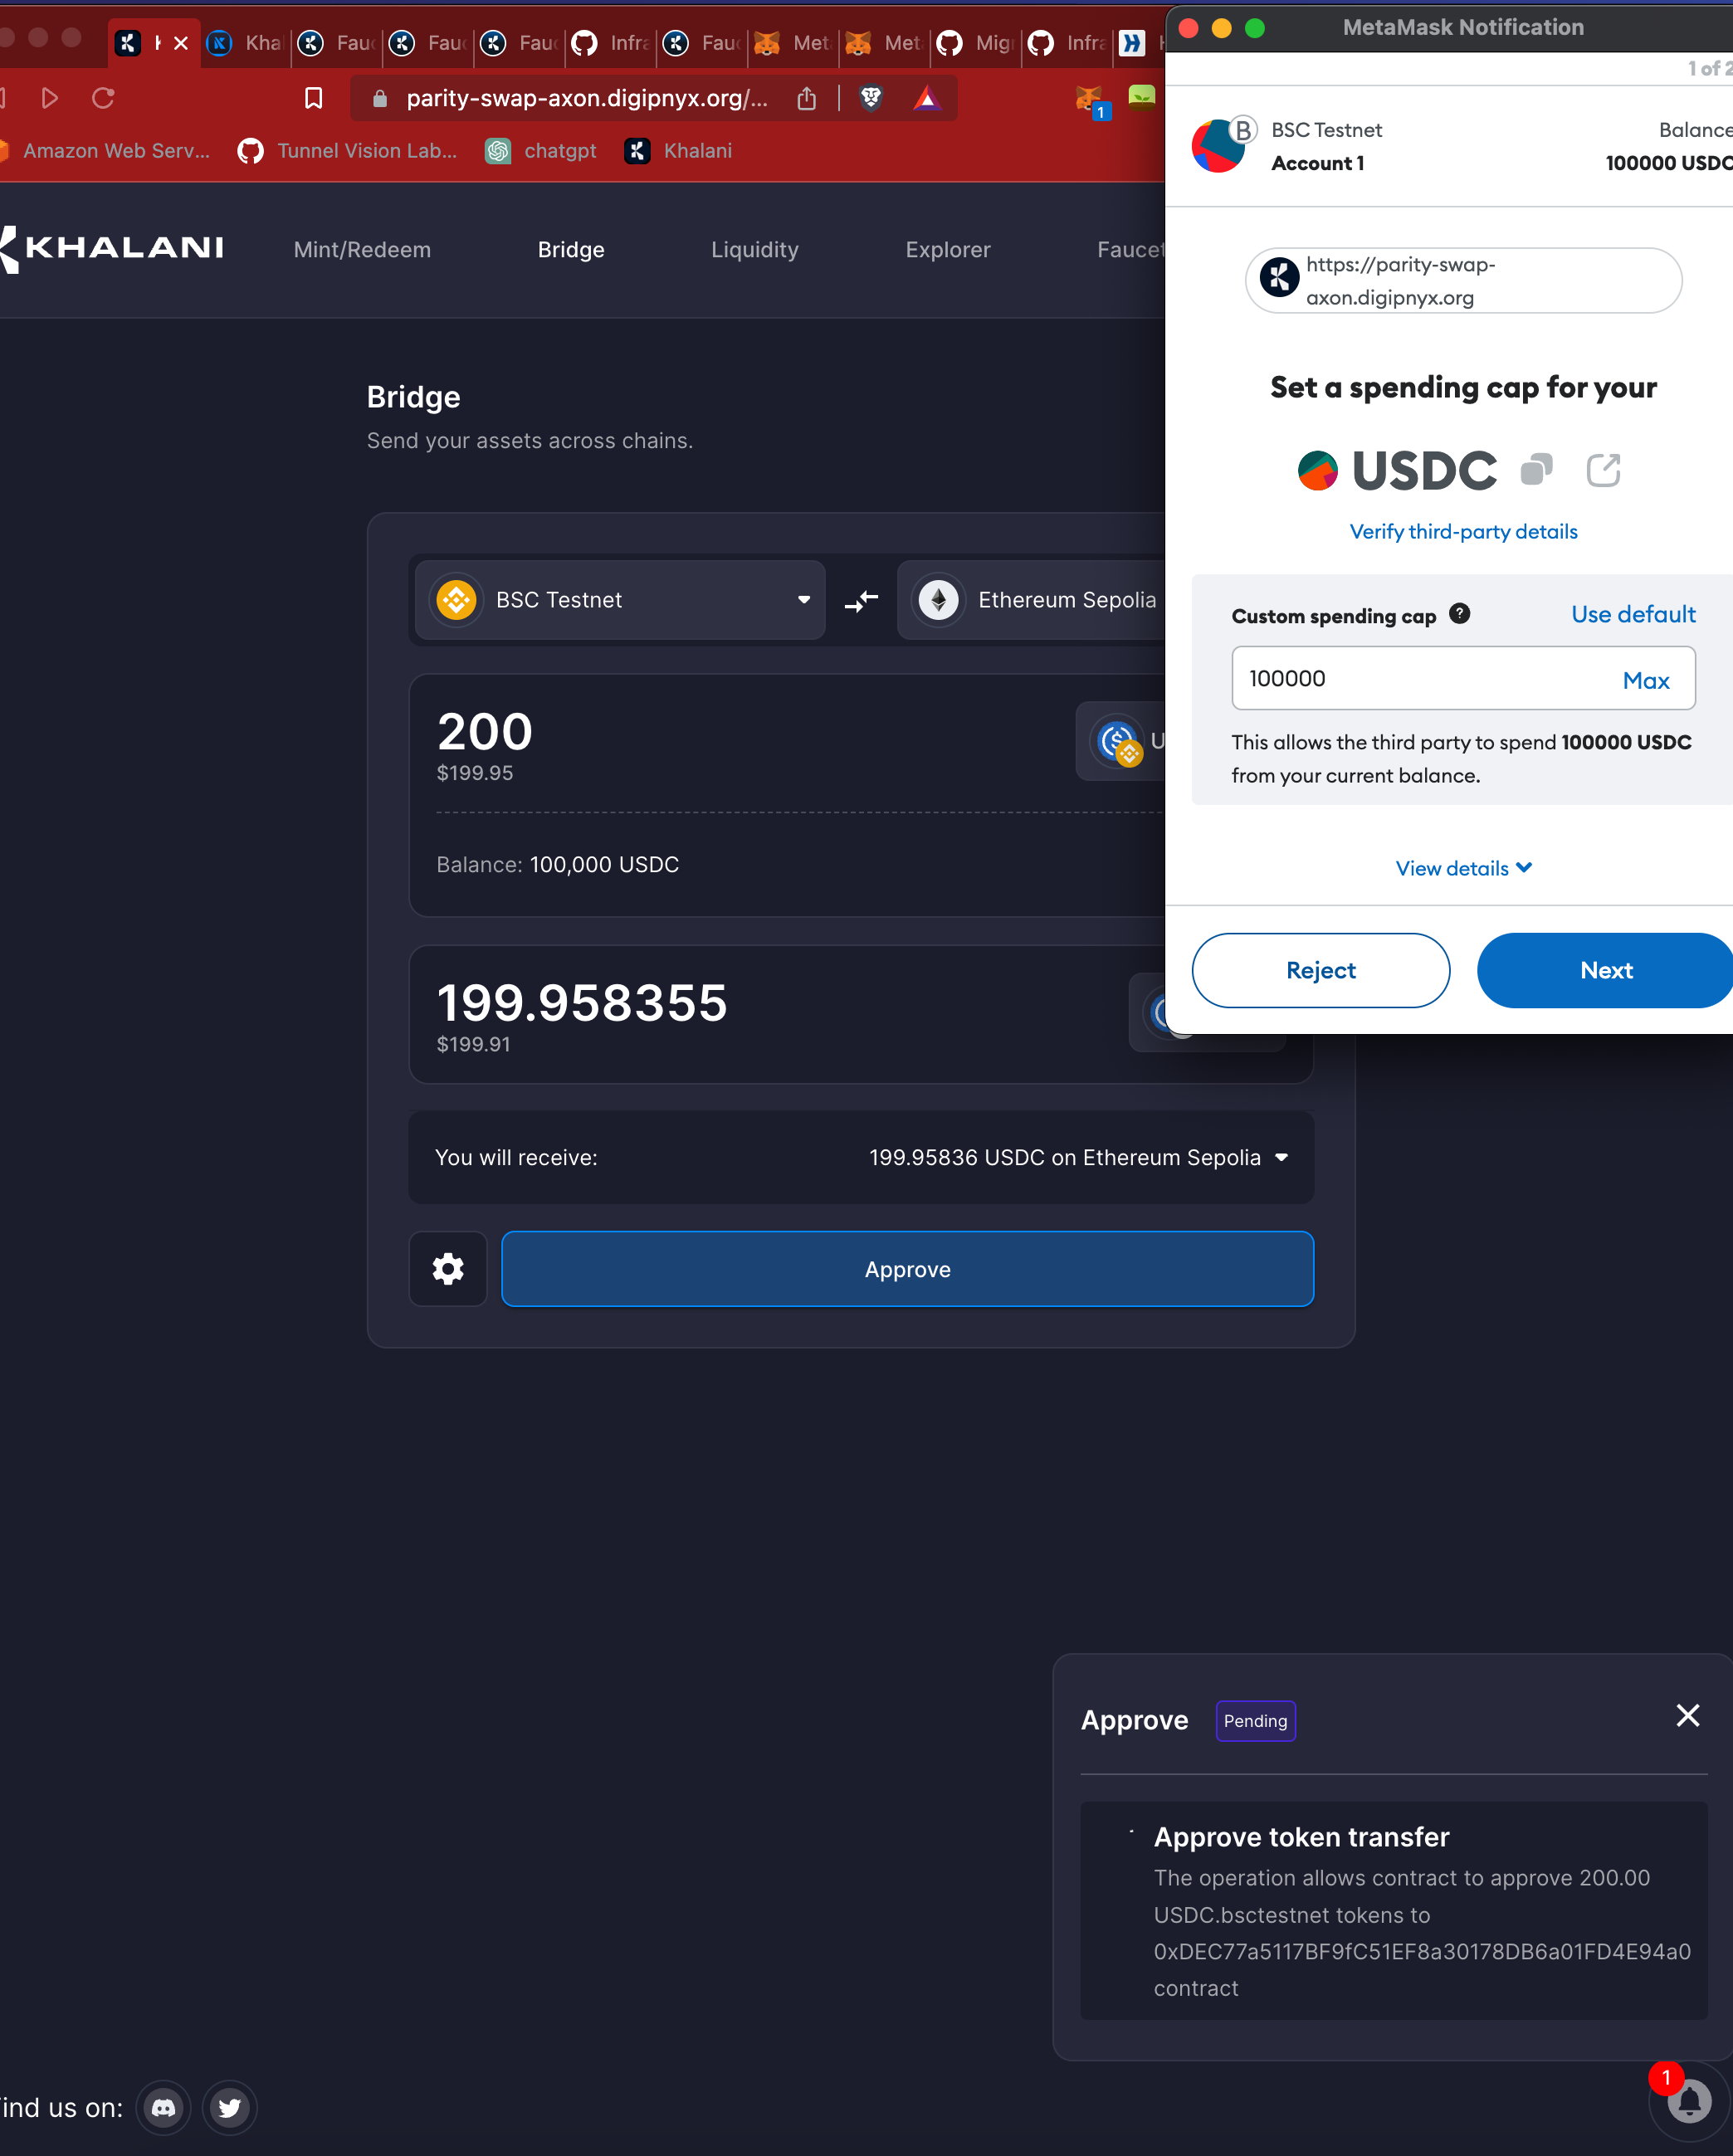 Kha
Fau
Fau
Fau
Infra
Fau
Met
Met
Migr
Infra
parity-swap-axon.digipnyx.org/...
1
Amazon Web Serv...
Tunnel Vision Lab...
chatgpt
Khalani
KHALANI
Mint/Redeem
Bridge
Liquidity
Explorer
Faucet
Bridge
Send your assets across chains.
BSC Testnet
Ethereum Sepolia
200
$199.95
U
Balance: 100,000 USDC
199.958355
$199.91
You will receive:
199.95836 USDC on Ethereum Sepolia
Approve
MetaMask Notification
1 of 2
B
BSC Testnet
Account 1
Balance
100000 USDC
https://parity-swap-
axon.digipnyx.org
Set a spending cap for your
USDC
Verify third-party details
Custom spending cap
Use default
100000
Max
This allows the third party to spend 100000 USDC
from your current balance.
View details
Reject
Next
Approve
Pending
Approve token transfer
The operation allows contract to approve 200.00
USDC.bsctestnet tokens to
0xDEC77a5117BF9fC51EF8a30178DB6a01FD4E94a0
contract
ind us on:
1